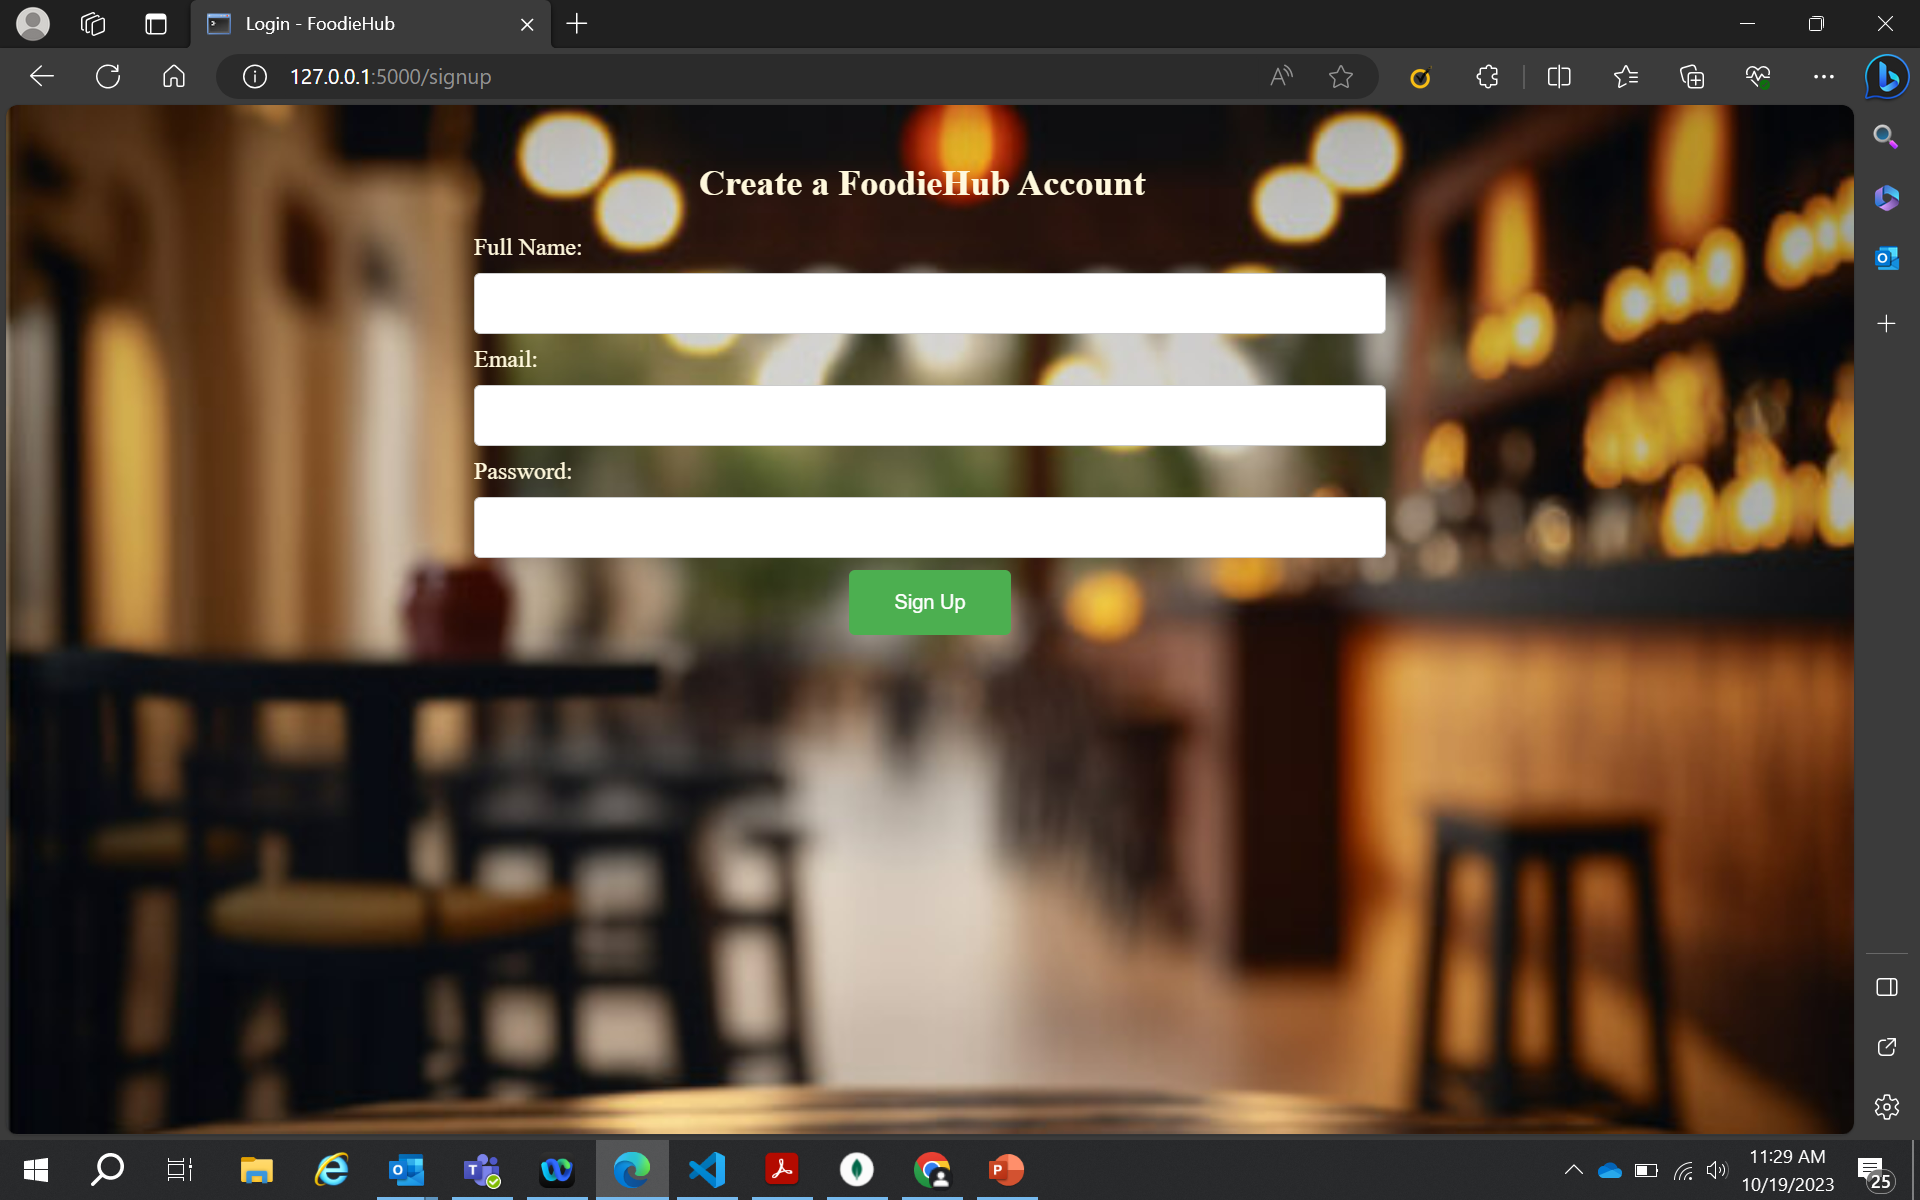 Login - FoodieHub
127.0.0.1:5000/signup
Create a FoodieHub Account
Full Name:
Email:
Password:
Sign Up
11:29 AM
10/19/2023
25